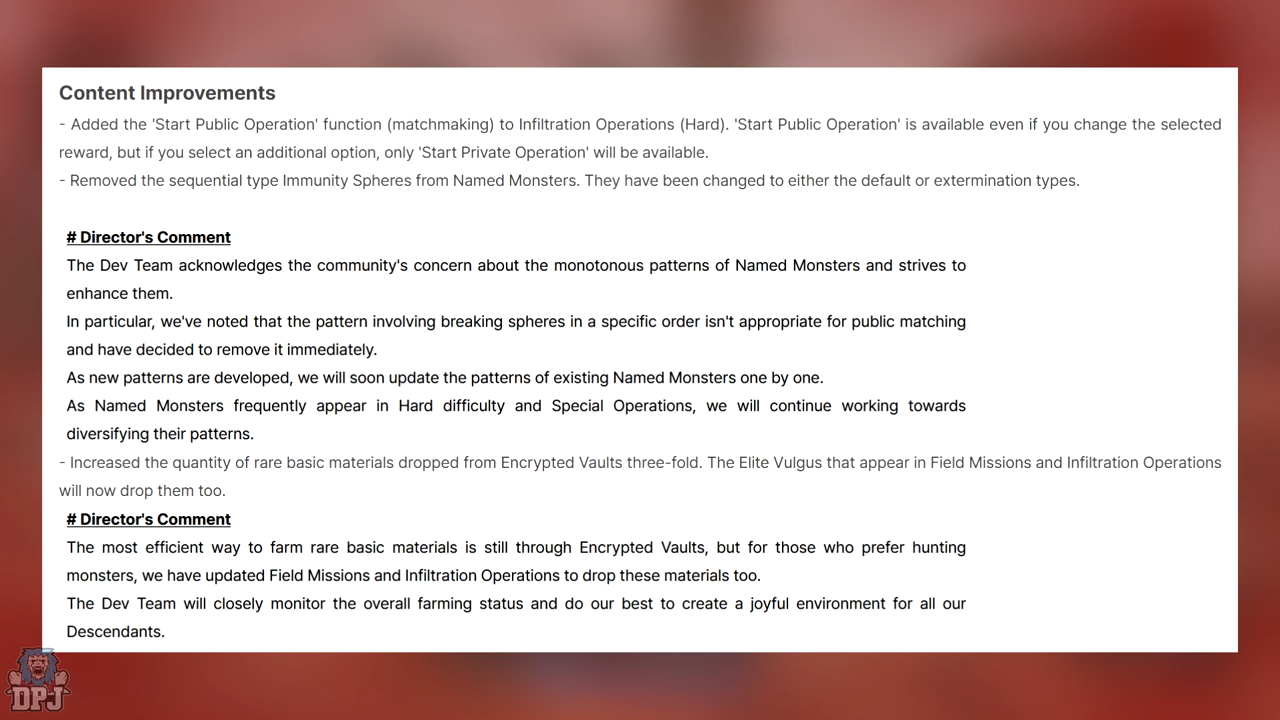 Content Improvements
- Added the 'Start Public Operation' function (matchmaking) to Infiltration Operations (Hard). 'Start Public Operation' is available even if you change the selected
reward, but if you select an additional option, only 'Start Private Operation' will be available.
- Removed the sequential type Immunity Spheres from Named Monsters. They have been changed to either the default or extermination types.
# Director's Comment
The Dev Team acknowledges the community's concern about the monotonous patterns of Named Monsters and strives to
enhance them.
In particular, we've noted that the pattern involving breaking spheres in a specific order isn't appropriate for public matching
and have decided to remove it immediately.
As new patterns are developed, we will soon update the patterns of existing Named Monsters one by one.
As Named Monsters frequently appear in Hard difficulty and Special Operations, we will continue working towards
diversifying their patterns.
- Increased the quantity of rare basic materials dropped from Encrypted Vaults three-fold. The Elite Vulgus that appear in Field Missions and Infiltration Operations
will now drop them too.
# Director's Comment
The most efficient way to farm rare basic materials is still through Encrypted Vaults, but for those who prefer hunting
monsters, we have updated Field Missions and Infiltration Operations to drop these materials too.
The Dev Team will closely monitor the overall farming status and do our best to create a joyful environment for all our
Descendants.
DPJ